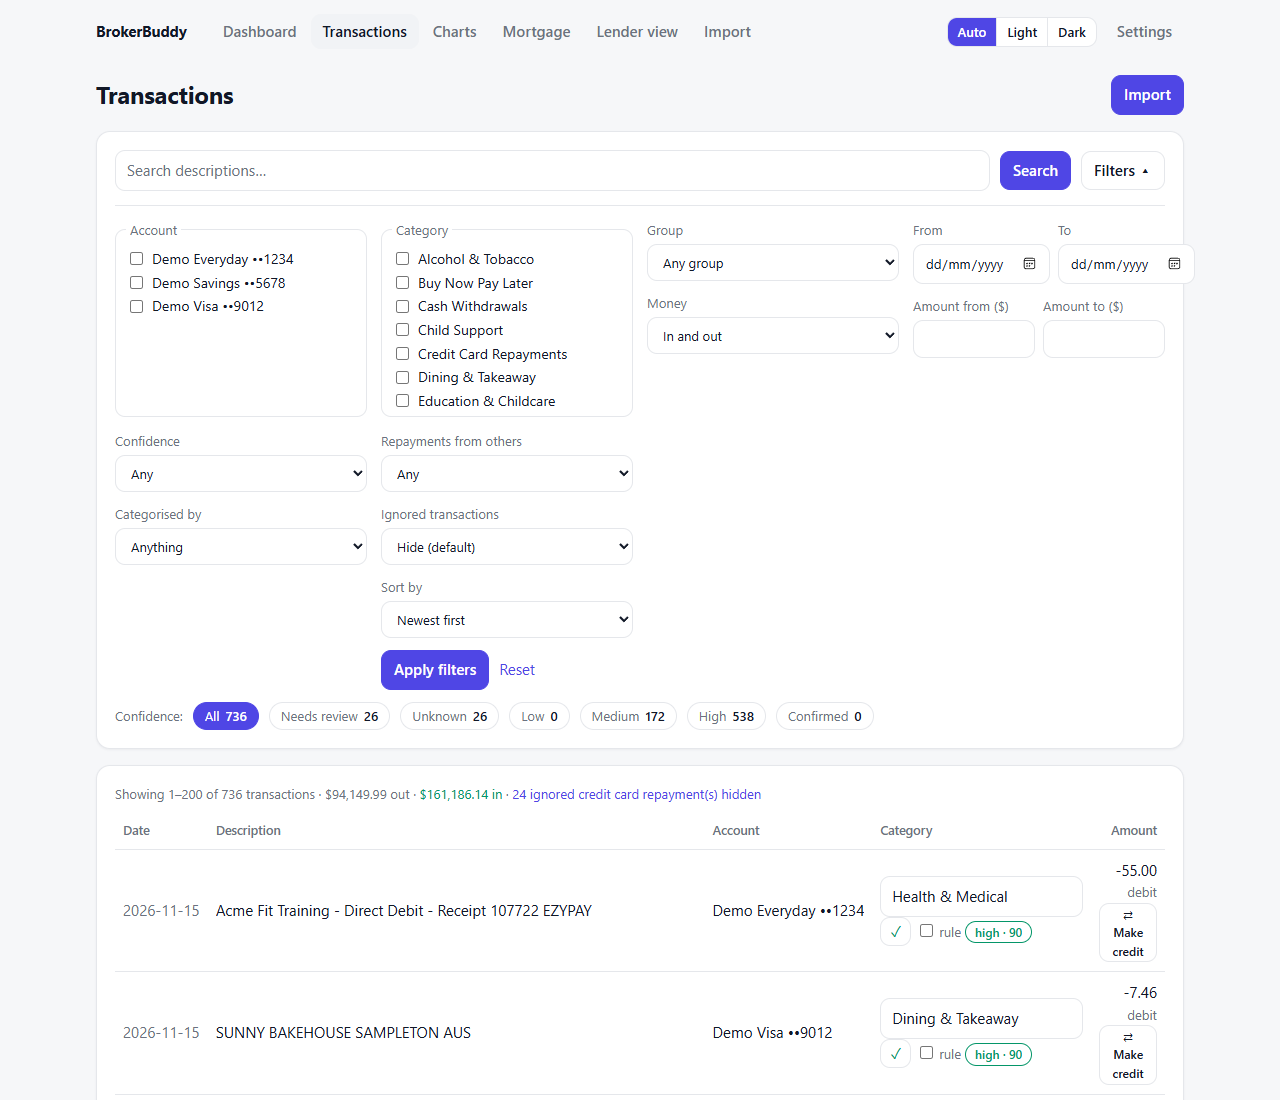 BrokerBuddy Dashboard Transactions Charts Mortgage Lender view Import Auto Light Dark Settings
Transactions Import
Search descriptions... Search Filters ▲
Account
Demo Everyday ••1234
Demo Savings ••5678
Demo Visa ••9012
Category
Alcohol & Tobacco
Buy Now Pay Later
Cash Withdrawals
Child Support
Credit Card Repayments
Dining & Takeaway
Education & Childcare
Group
Any group
Money
In and out
From To
dd/mm/yyyy dd/mm/yyyy
Amount from ($) Amount to ($)
Confidence
Any
Categorised by
Anything
Repayments from others
Any
Ignored transactions
Hide (default)
Sort by
Newest first
Apply filters Reset
Confidence: All 736 Needs review 26 Unknown 26 Low 0 Medium 172 High 538 Confirmed 0
Showing 1–200 of 736 transactions · $94,149.99 out · $161,186.14 in · 24 ignored credit card repayment(s) hidden
Date Description Account Category Amount
2026-11-15 Acme Fit Training - Direct Debit - Receipt 107722 EZYPAY Demo Everyday ••1234 Health & Medical
✓ rule high · 90
-55.00
debit
⇄
Make
credit
2026-11-15 SUNNY BAKEHOUSE SAMPLETON AUS Demo Visa ••9012 Dining & Takeaway
✓ rule high · 90
-7.46
debit
⇄
Make
credit